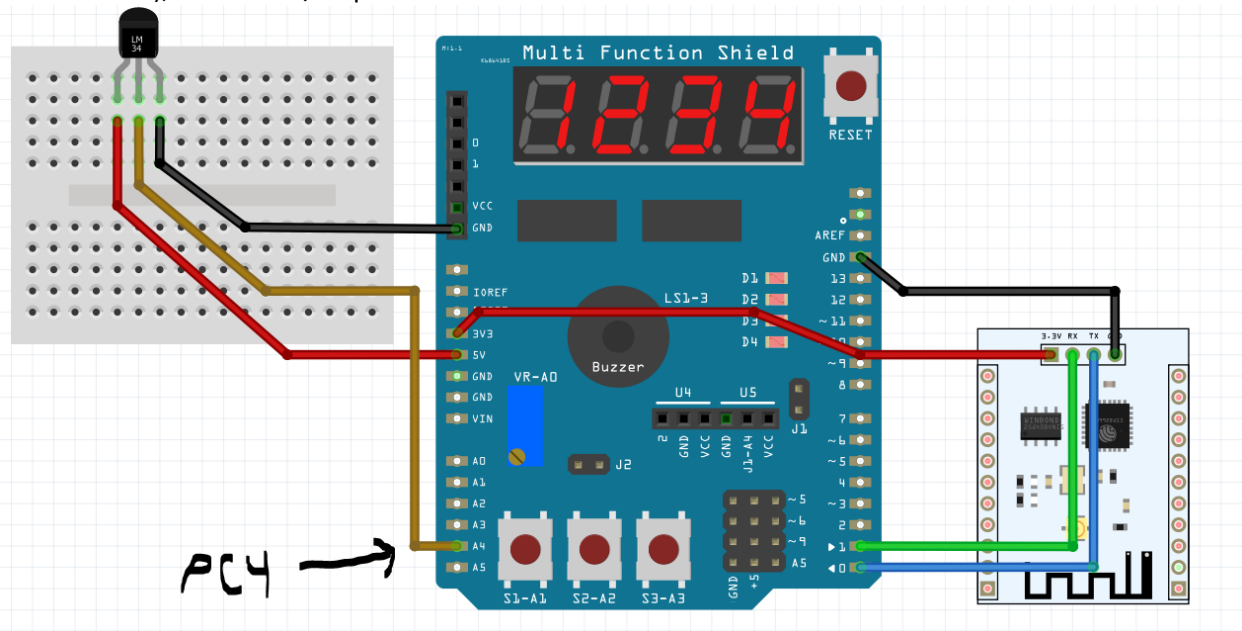 LM
34
Multi Function Shield
1234
RESET
0
1
VCC
GND
AREF
GND
13
12
~11
~9
8
7
~6
~5
4
~3
2
▶1
◀0
IOREF
3V3
5V
GND
GND
VIN
A0
A1
A2
A3
A4
A5
D1
D2
D3
D4
LS1-3
Buzzer
VR-A0
U4
U5
2
GND
VCC
GND
J1-A4
VCC
J1
J2
~5
~6
~9
A5
GND
+5
S1-A1
S2-A2
S3-A3
3.3V RX TX
WINBOND
PC4